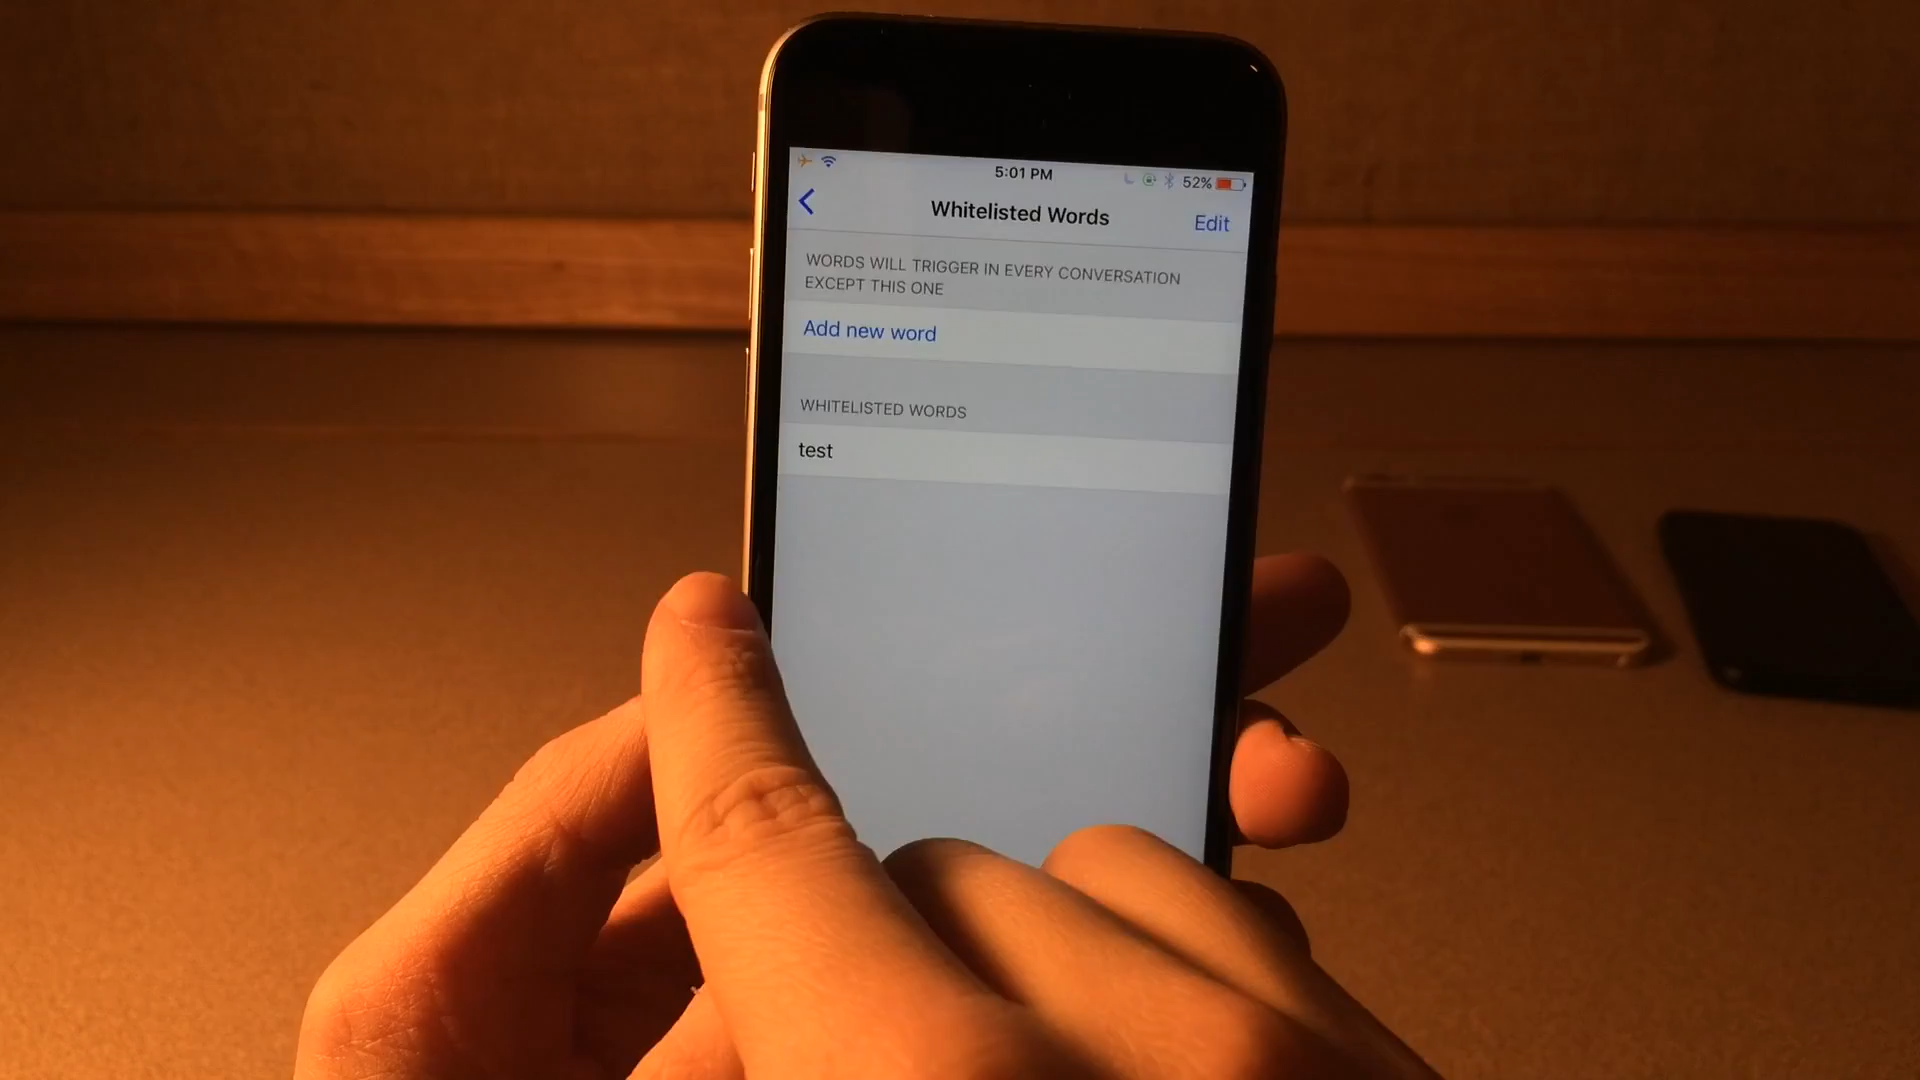 5:01 PM
52%
Whitelisted Words
Edit
WORDS WILL TRIGGER IN EVERY CONVERSATION
EXCEPT THIS ONE
Add new word
WHITELISTED WORDS
test